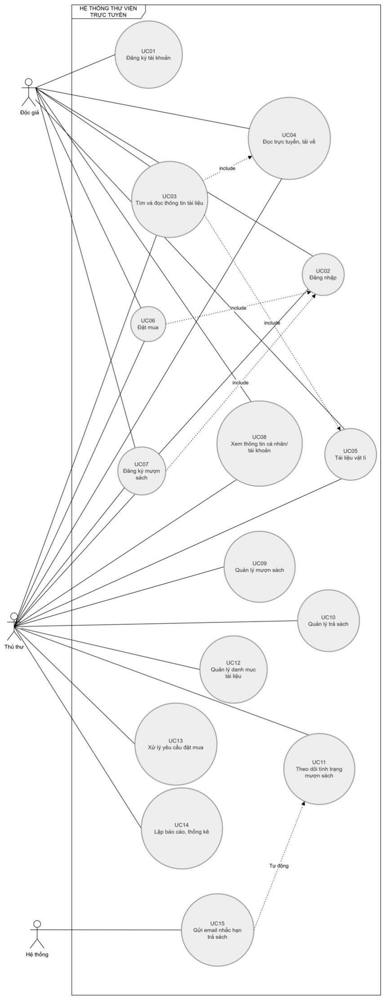 HỆ THỐNG THƯ VIỆN
TRỰC TUYẾN
UC01
Đăng ký tài khoản
Độc giả
UC04
Đọc trực tuyến, tải về
include
UC03
Tìm và đọc thông tin tài liệu
UC02
Đăng nhập
include
UC06
Đặt mua
include
include
UC08
Xem thông tin cá nhân/
tài khoản
UC05
Tài liệu vật lí
UC07
Đăng ký mượn
sách
UC09
Quản lý mượn sách
UC10
Quản lý trả sách
Thủ thư
UC12
Quản lý danh mục
tài liệu
UC13
Xử lý yêu cầu đặt mua
UC11
Theo dõi tình trạng
mượn sách
UC14
Lập báo cáo, thống kê
Tự động
UC15
Gửi email nhắc hạn
trả sách
Hệ thống